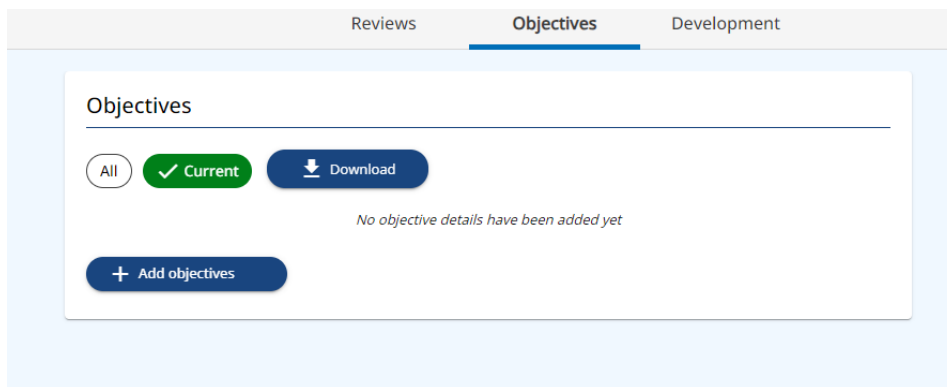 Reviews Objectives Development
Objectives
All Current Download
No objective details have been added yet
Add objectives